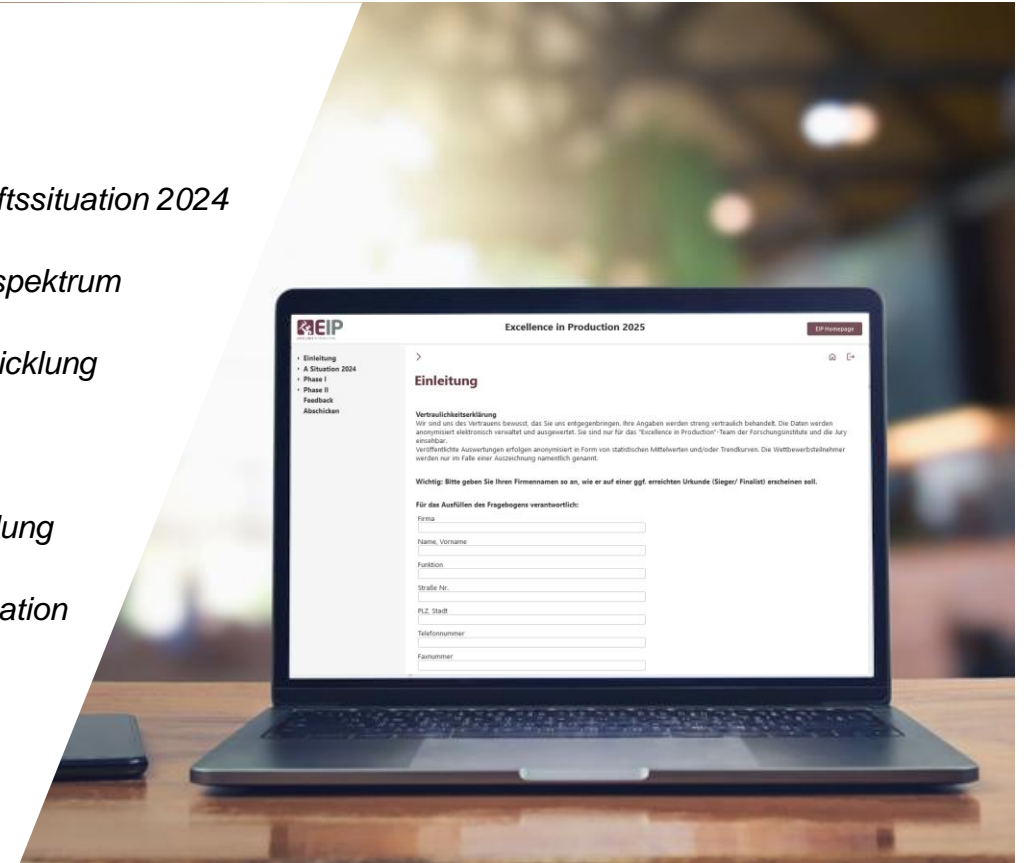 ftssituation 2024
spektrum
icklung
lung
ation
EIP
Excellence in Production 2025
EIP Homepage
Einleitung
A Situation 2024
Phase I
Phase II
Feedback
Abschicken
Einleitung
Vertraulichkeitserklärung
Wir sind uns des Vertrauens bewusst, das Sie uns entgegenbringen. Ihre Angaben werden streng vertraulich behandelt. Die Daten werden
anonymisiert elektronisch verwaltet und ausgewertet. Sie sind nur für das "Excellence in Production"-Team der Forschungsinstitute und die Jury
einsehbar.
Veröffentlichte Auswertungen erfolgen anonymisiert in Form von statistischen Mittelwerten und/oder Trendkurven. Die Wettbewerbsteilnehmer
werden nur im Falle einer Auszeichnung namentlich genannt.
Wichtig: Bitte geben Sie Ihren Firmennamen so an, wie er auf einer ggf. erreichten Urkunde (Sieger/ Finalist) erscheinen soll.
Für das Ausfüllen des Fragebogens verantwortlich:
Firma
Name, Vorname
Funktion
Straße Nr.
PLZ, Stadt
Telefonnummer
Faxnummer